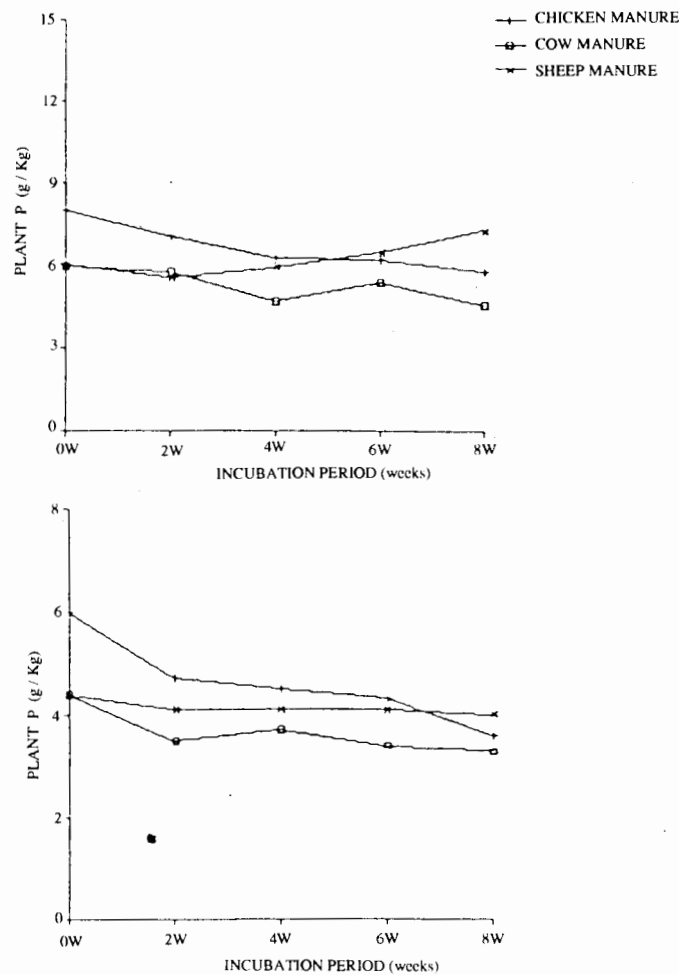 15
12
9
6
3
0
PLANT P (g / Kg)
0W 2W 4W 6W 8W
INCUBATION PERIOD (weeks)
CHICKEN MANURE
COW MANURE
SHEEP MANURE
8
6
4
2
0
PLANT P (g / Kg)
0W 2W 4W 6W 8W
INCUBATION PERIOD (weeks)